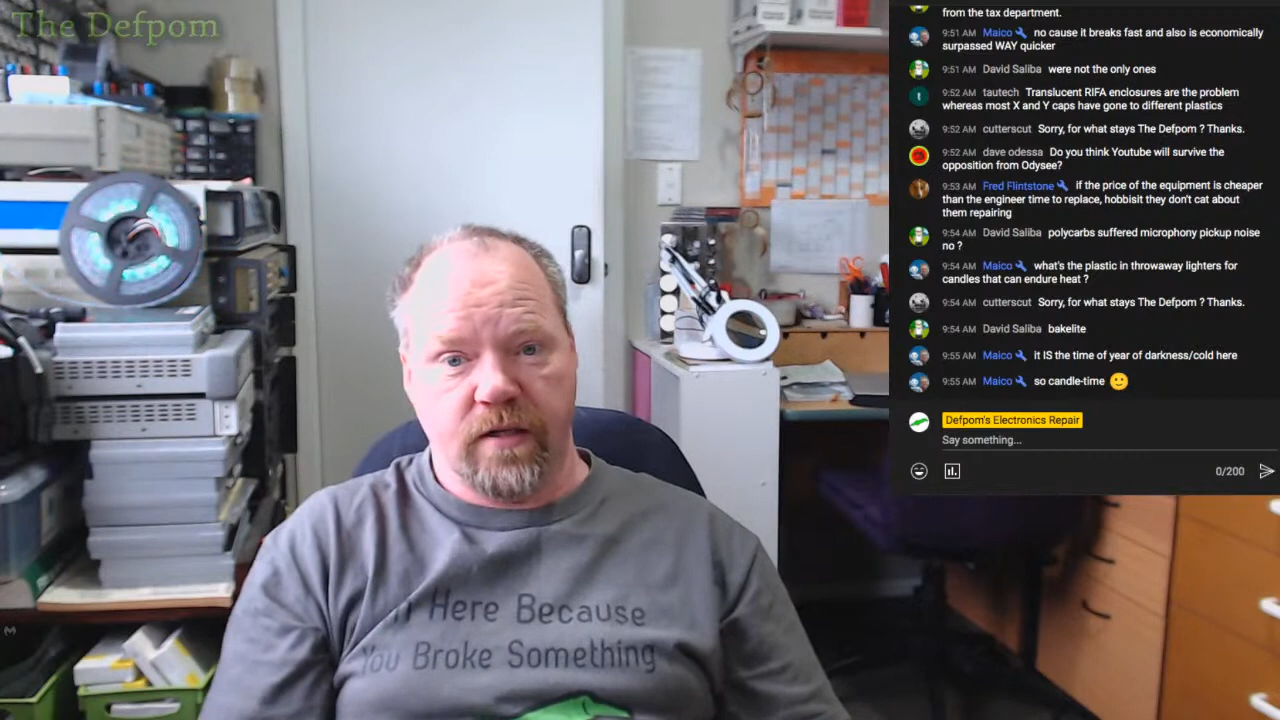 The Defpom
from the tax department.
9:51 AM Maico no cause it breaks fast and also is economically
surpassed WAY quicker
9:51 AM David Saliba were not the only ones
9:52 AM tautech Translucent RIFA enclosures are the problem
whereas most X and Y caps have gone to different plastics
9:52 AM cutterscut Sorry, for what stays The Defpom ? Thanks.
9:52 AM dave odessa Do you think Youtube will survive the
opposition from Odysee?
9:53 AM Fred Flintstone if the price of the equipment is cheaper
than the engineer time to replace, hobbisIt they don't cat about
them repairing
9:54 AM David Saliba polycarbs suffered microphony pickup noise
no ?
9:54 AM Maico what's the plastic in throwaway lighters for
candles that can endure heat ?
9:54 AM cutterscut Sorry, for what stays The Defpom ? Thanks.
9:54 AM David Saliba bakelite
9:55 AM Maico it IS the time of year of darkness/cold here
9:55 AM Maico so candle-time 🙂
Defpom's Electronics Repair
Say something...
0/200
t
Here Because
You Broke Something